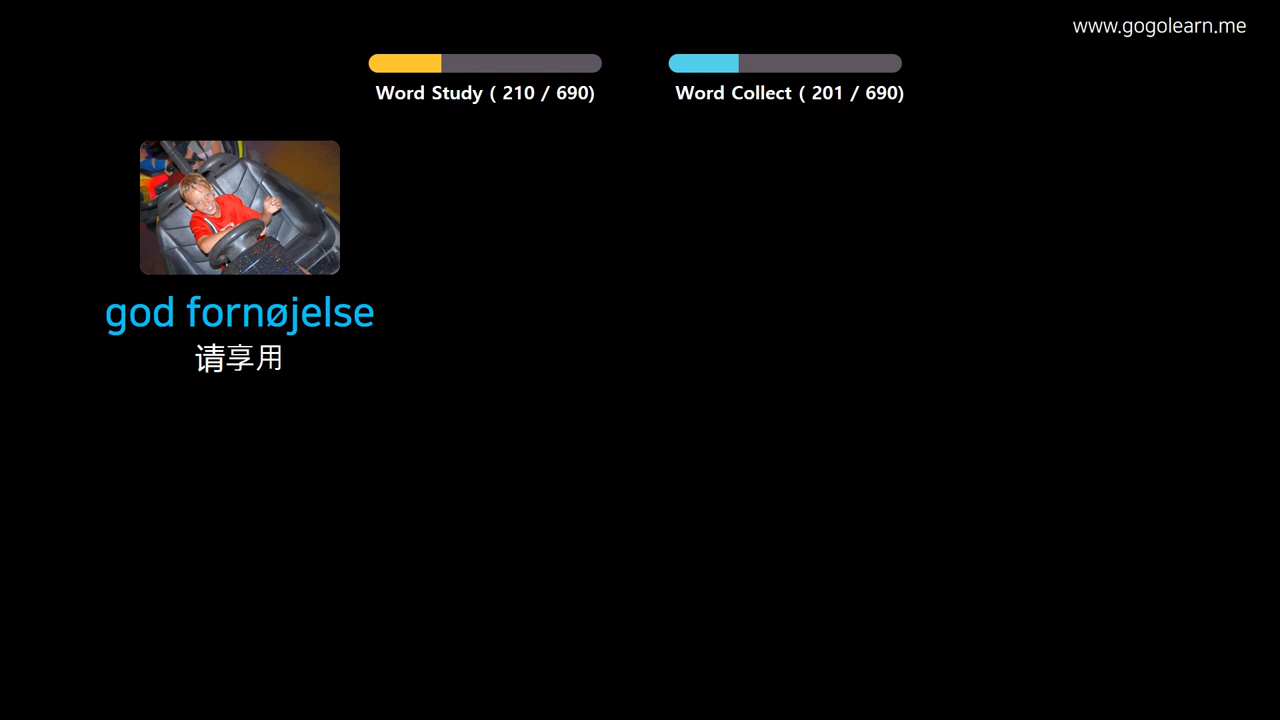 www.gogolearn.me
Word Study ( 210 / 690)
Word Collect ( 201 / 690)
god fornøjelse
请享用